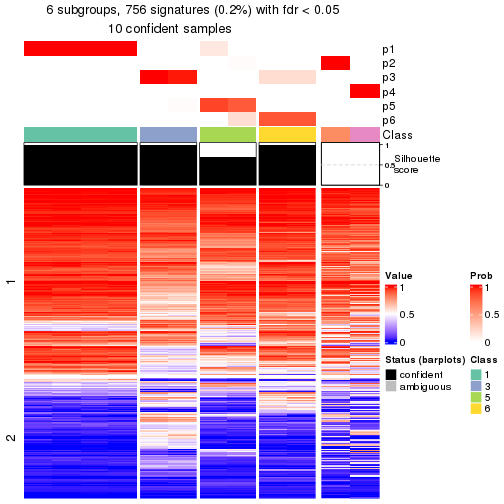 6 subgroups, 756 signatures (0.2%) with fdr < 0.05
10 confident samples
p1
p2
p3
p4
p5
p6
Class
1
0.5
0
Silhouette
score
1
2
Value
1
0.5
0
Prob
1
0.5
0
Status (barplots)
confident
ambiguous
Class
1
3
5
6